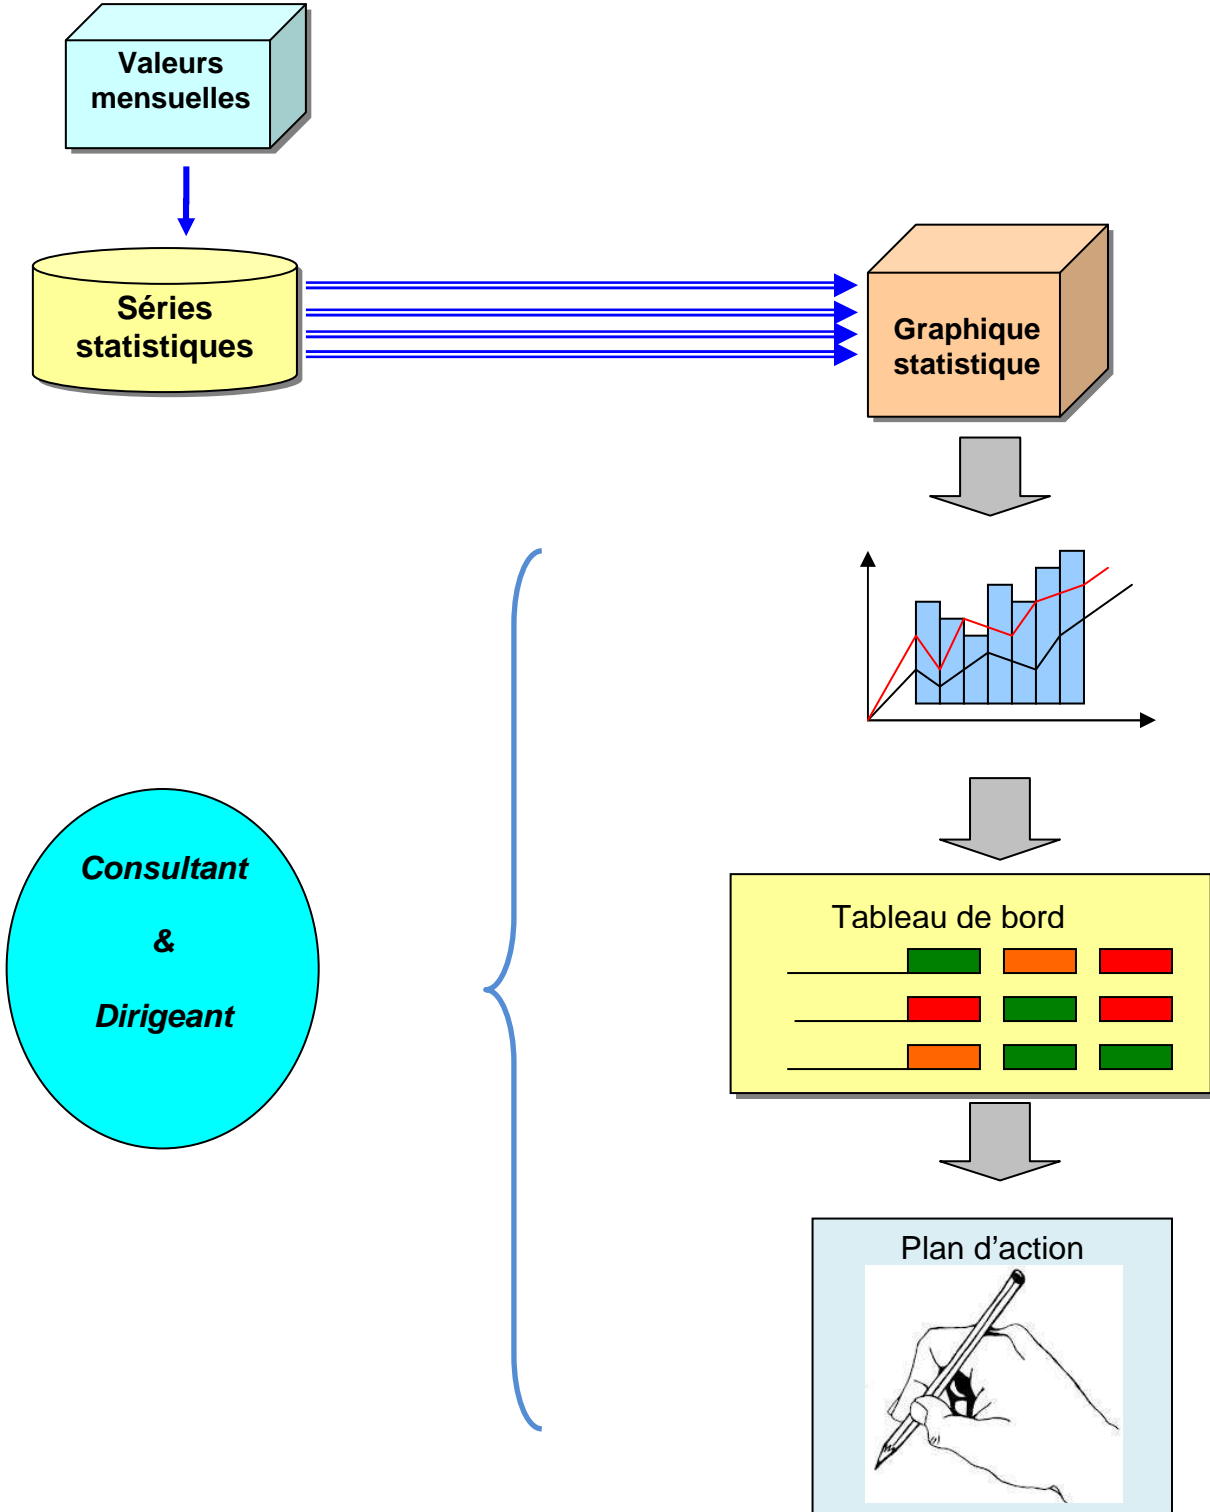 Valeurs
mensuelles
Séries
statistiques
Graphique
statistique
Consultant
&
Dirigeant
Tableau de bord
Plan d’action